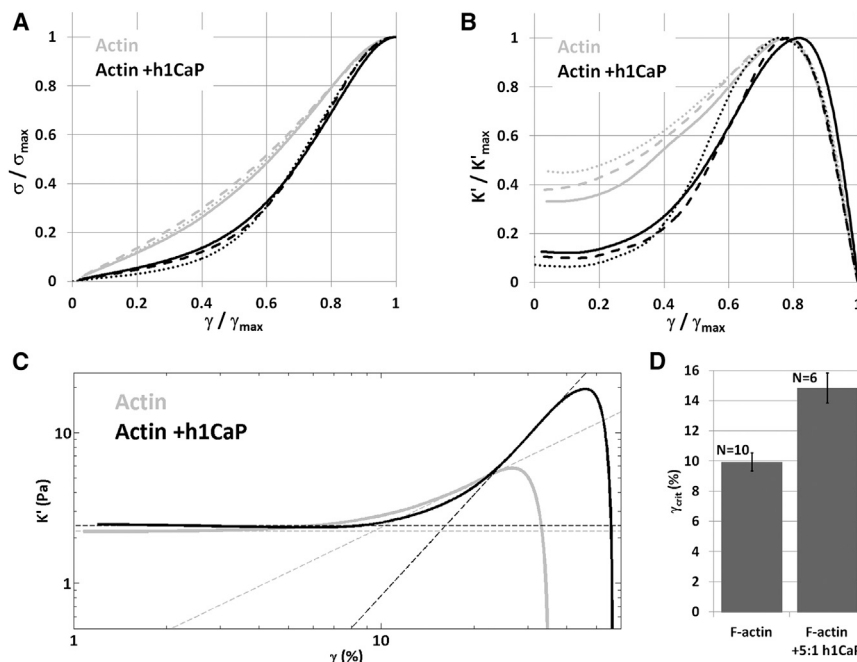 A
Actin
Actin +h1CaP
σ / σmax
1
0.8
0.6
0.4
0.2
0
0 0.2 0.4 0.6 0.8 1
γ / γmax
B
Actin
Actin +h1CaP
K' / K'max
1
0.8
0.6
0.4
0.2
0
0 0.2 0.4 0.6 0.8 1
γ / γmax
C
Actin
Actin +h1CaP
K' (Pa)
10
1
1 10
γ (%)
D
γcrit (%)
16
14
12
10
8
6
4
2
0
N=10
N=6
F-actin
F-actin
+5:1 h1CaP